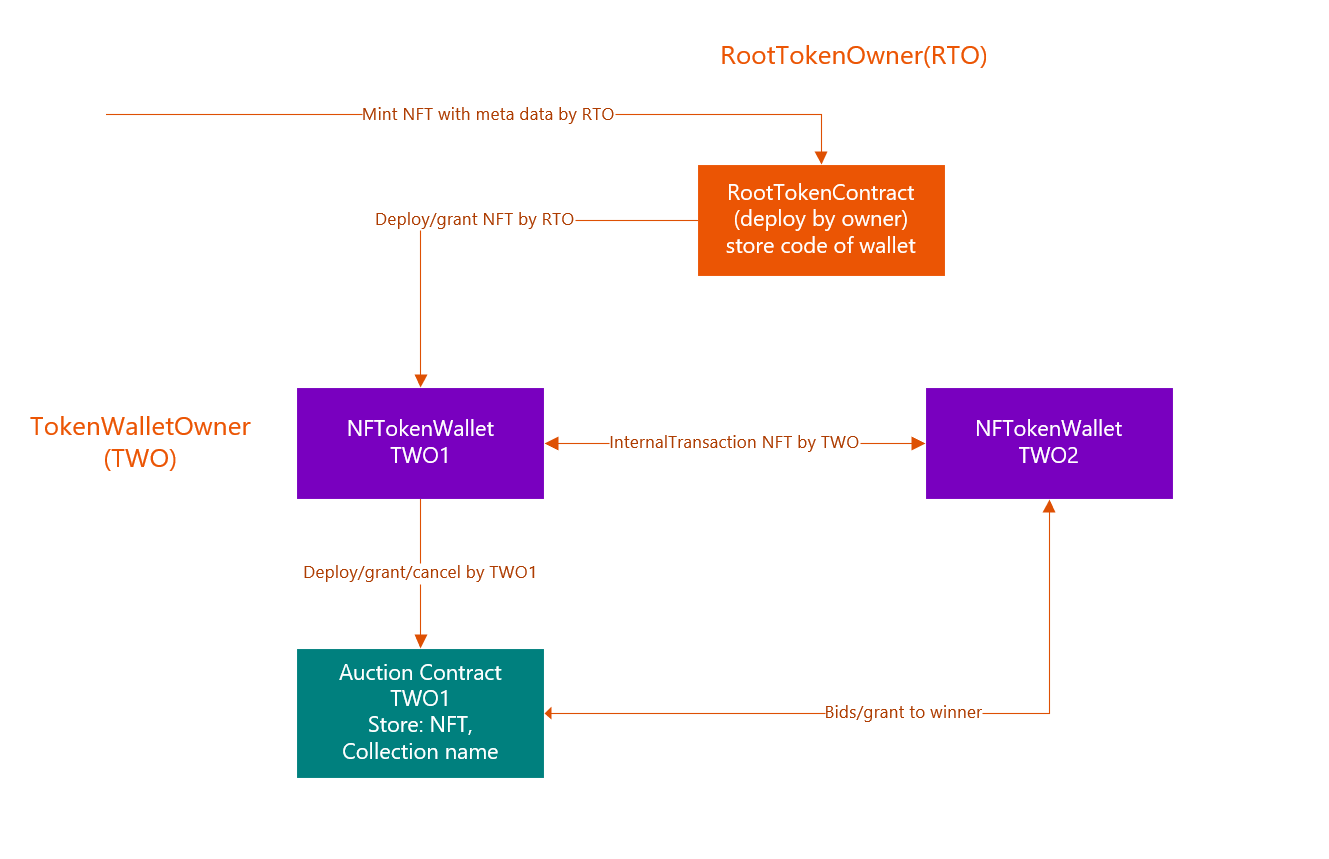 RootTokenOwner(RTO)
Mint NFT with meta data by RTO
RootTokenContract
(deploy by owner)
store code of wallet
Deploy/grant NFT by RTO
TokenWalletOwner
(TWO)
NFTokenWallet
TWO1
InternalTransaction NFT by TWO
NFTokenWallet
TWO2
Deploy/grant/cancel by TWO1
Auction Contract
TWO1
Store: NFT,
Collection name
Bids/grant to winner